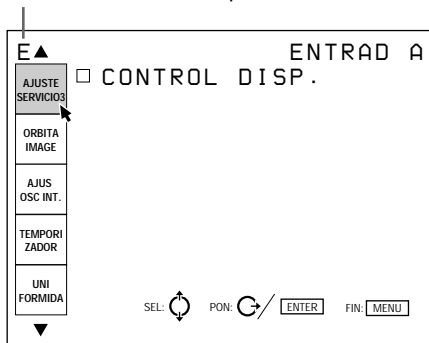 E▲ ENTRAD A
AJUSTE
SERVICIO3
□ CONTROL DISP.
ORBITA
IMAGE
AJUS
OSC INT.
TEMPORI
ZADOR
UNI
FORMIDA
▼
SEL: PON: / ENTER FIN: MENU